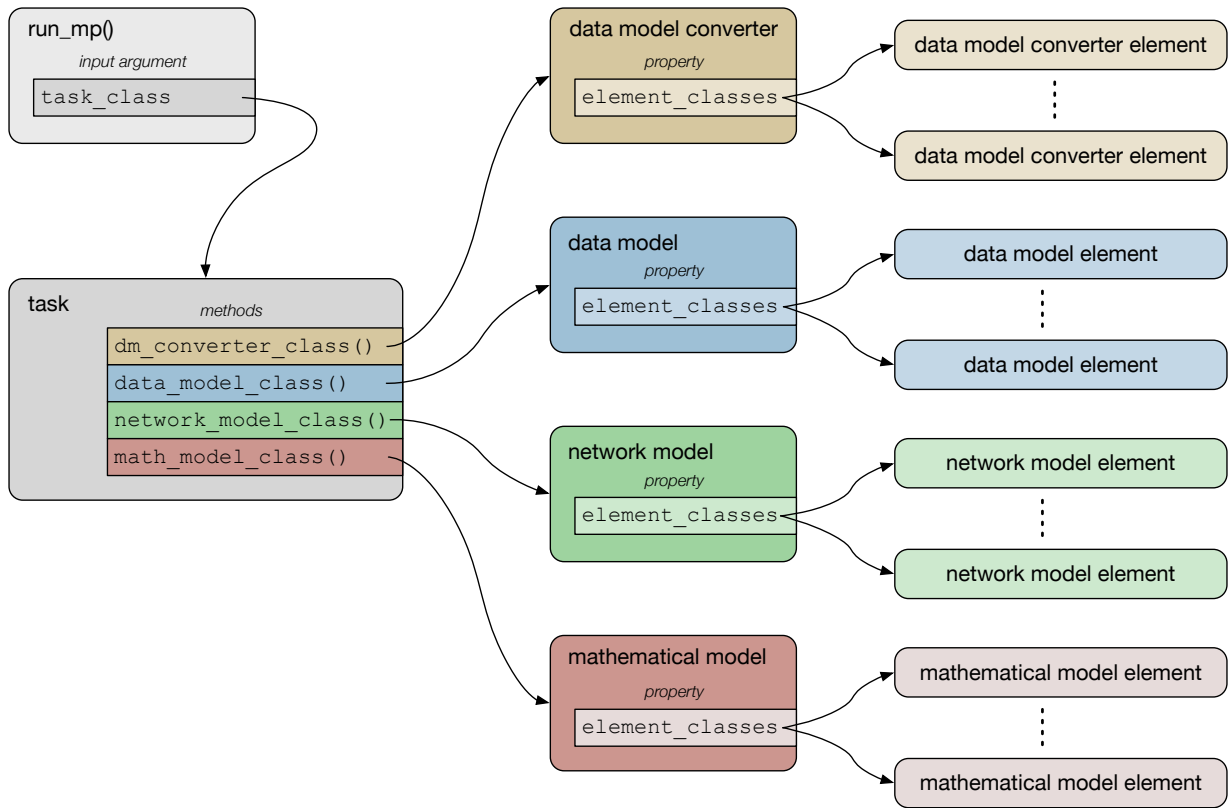 run_mp()
input argument
task_class
task
methods
dm_converter_class()
data_model_class()
network_model_class()
math_model_class()
data model converter
property
element_classes
data model converter element
data model converter element
data model
property
element_classes
data model element
data model element
network model
property
element_classes
network model element
network model element
mathematical model
property
element_classes
mathematical model element
mathematical model element